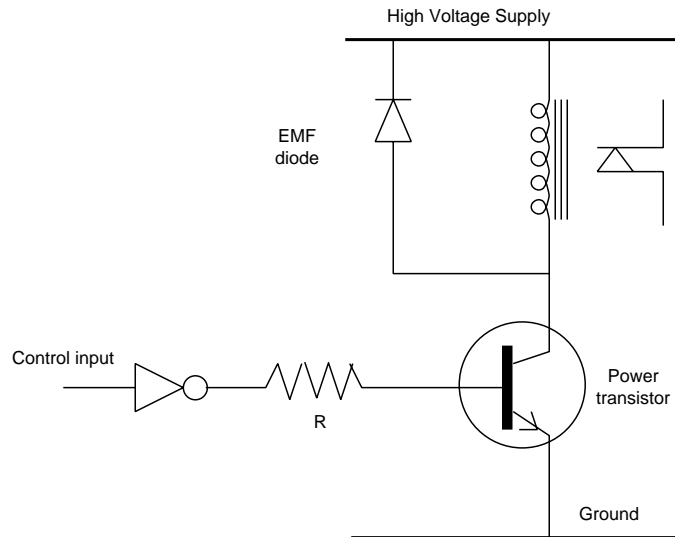 High Voltage Supply
EMF
diode
Control input
R
Power
transistor
Ground